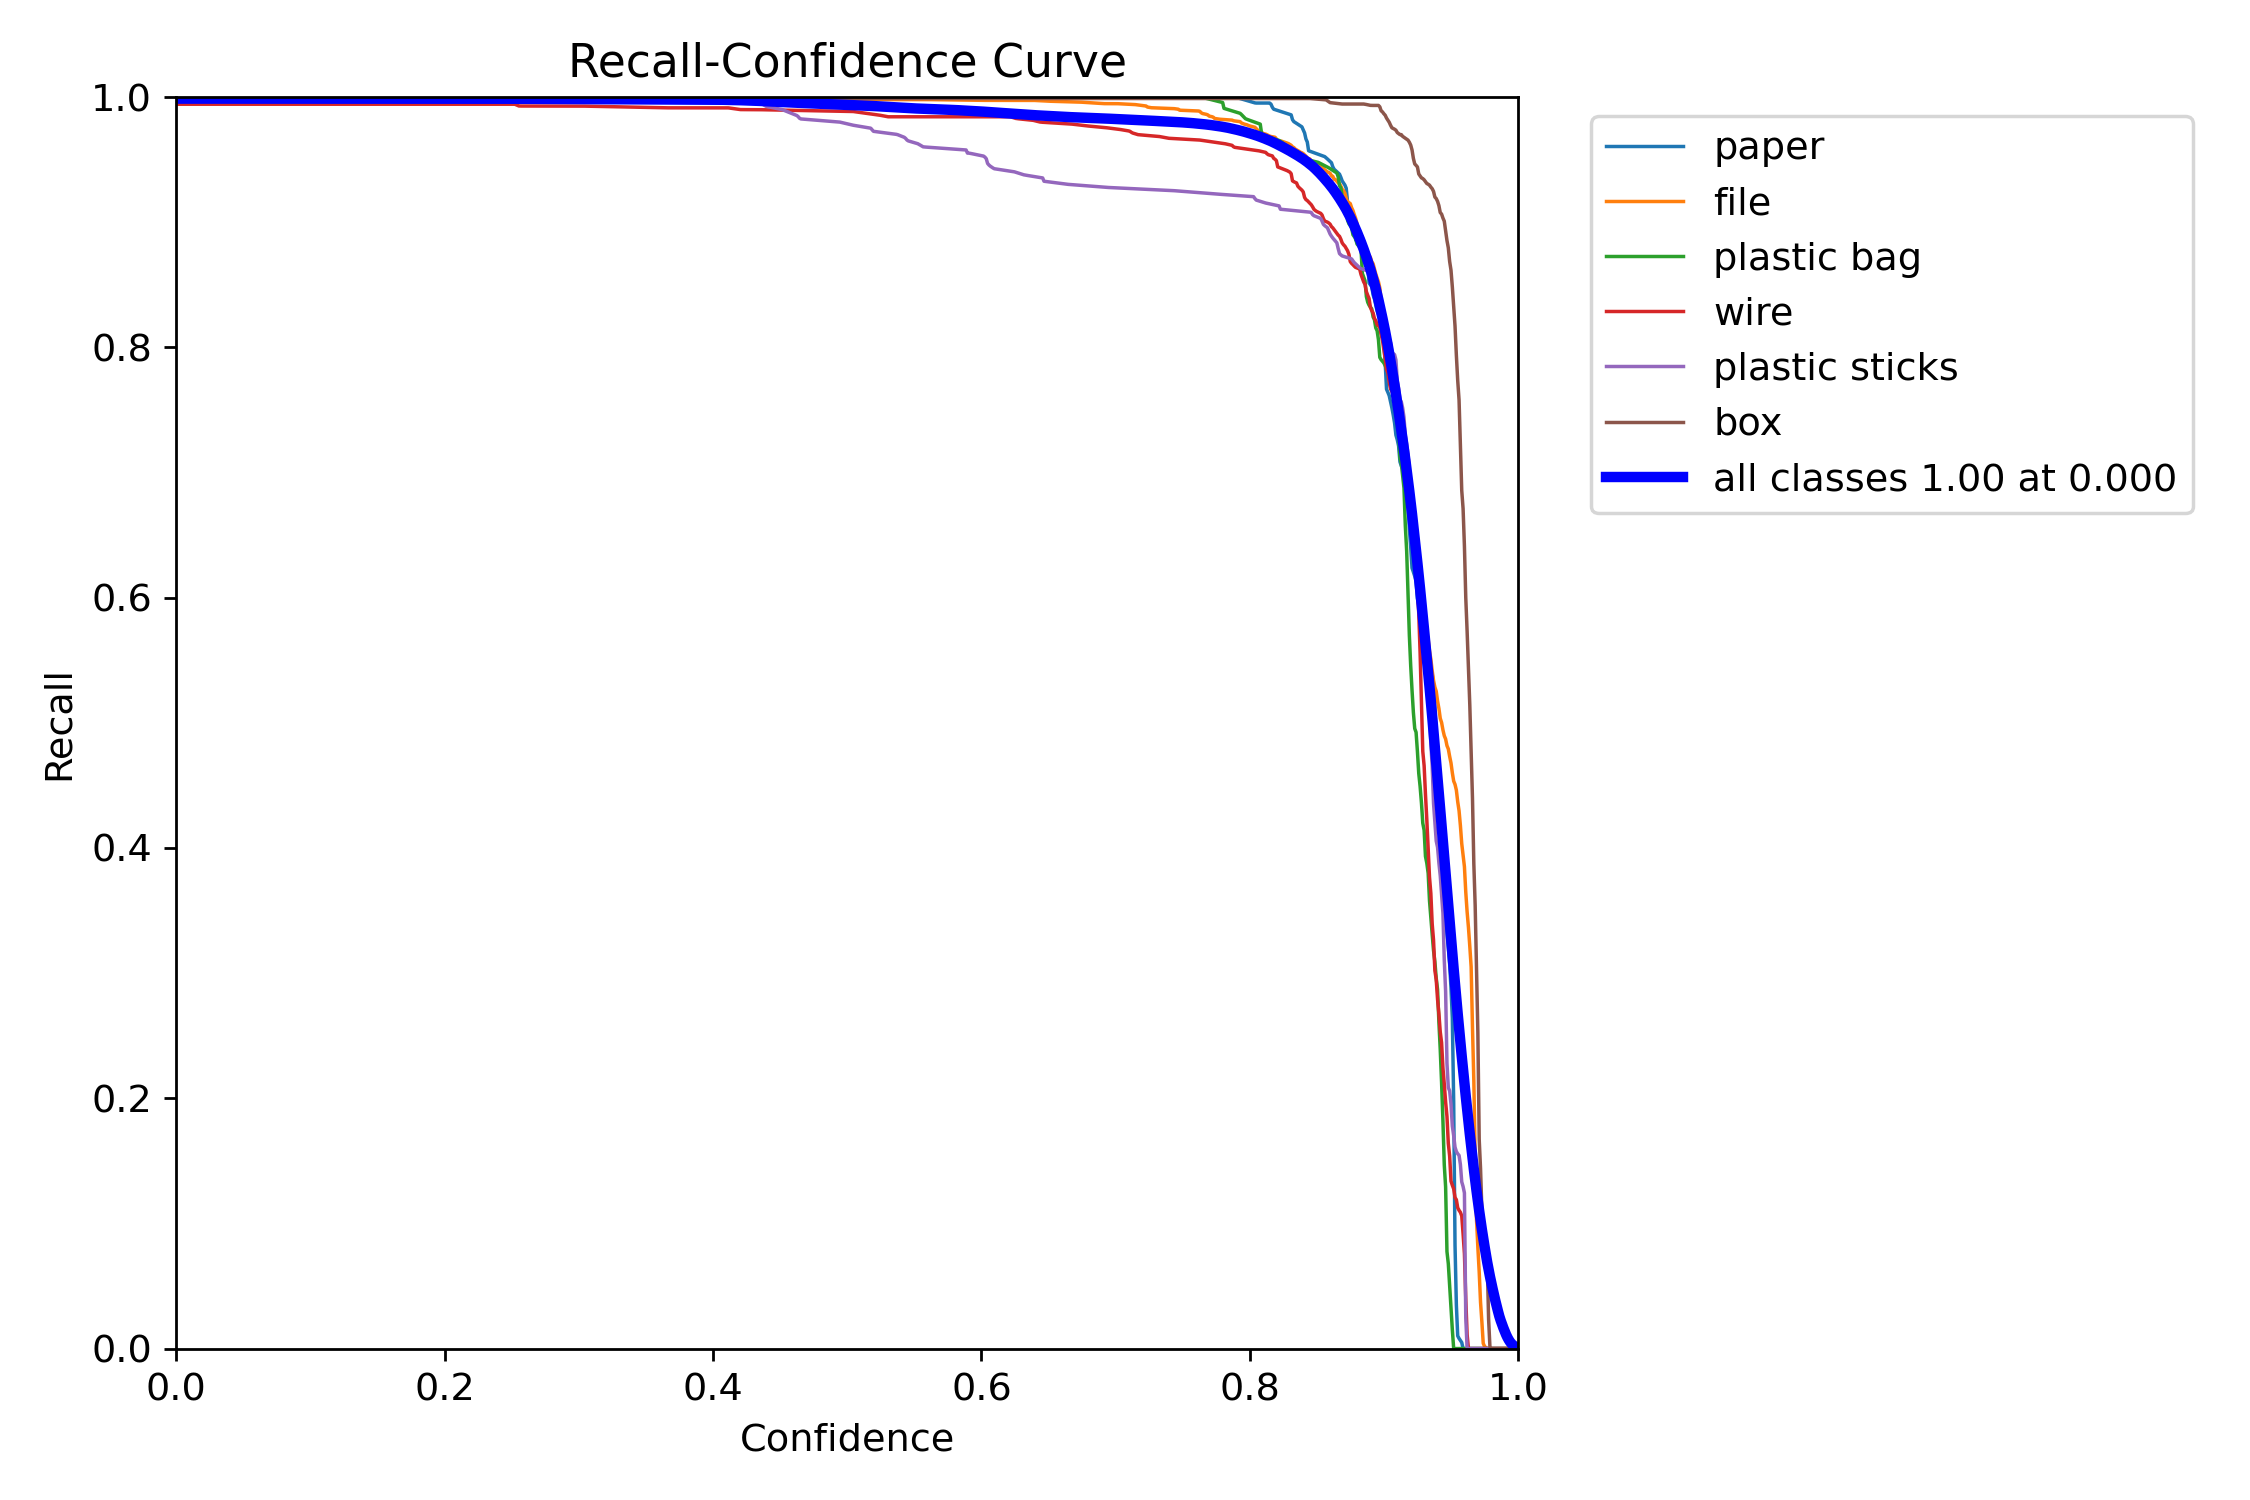 Recall-Confidence Curve
1.0
0.8
0.6
0.4
0.2
0.0
Recall
0.0 0.2 0.4 0.6 0.8 1.0
Confidence
paper
file
plastic bag
wire
plastic sticks
box
all classes 1.00 at 0.000